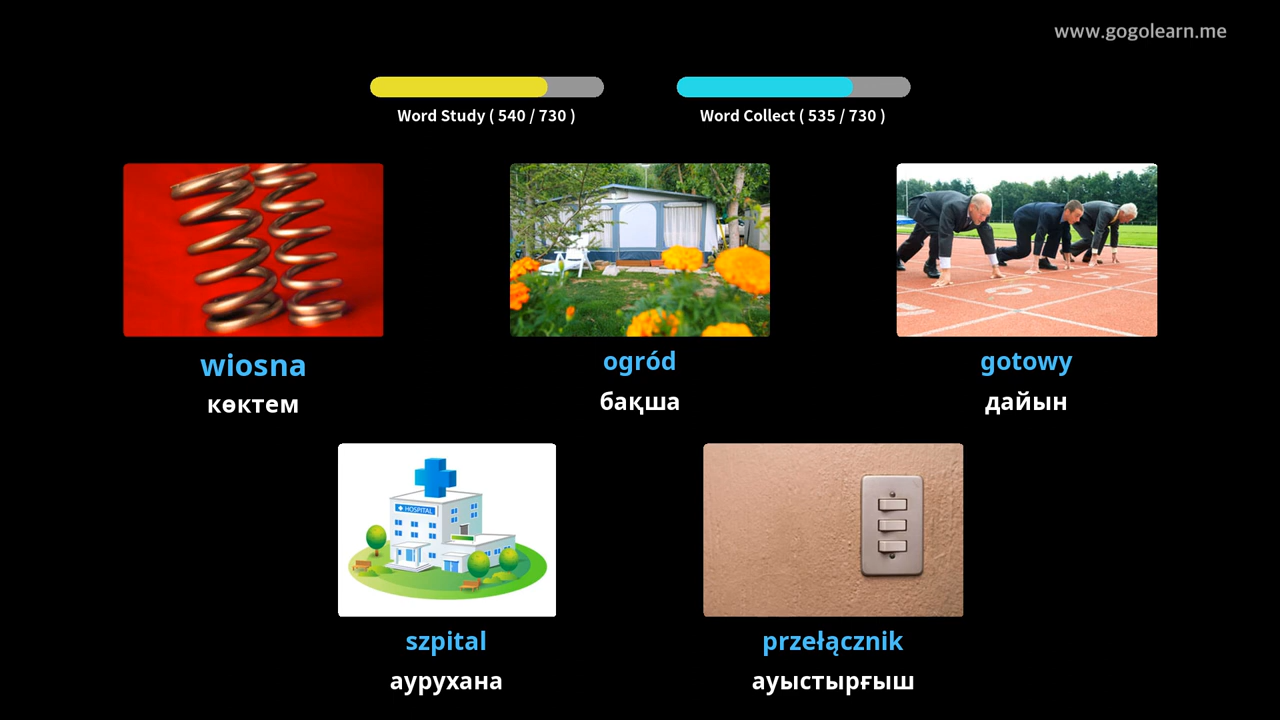 www.gogolearn.me
Word Study ( 540 / 730 )
Word Collect ( 535 / 730 )
wiosna
көктем
ogród
бақша
gotowy
дайын
HOSPITAL
szpital
аурухана
przełącznik
ауыстырғыш